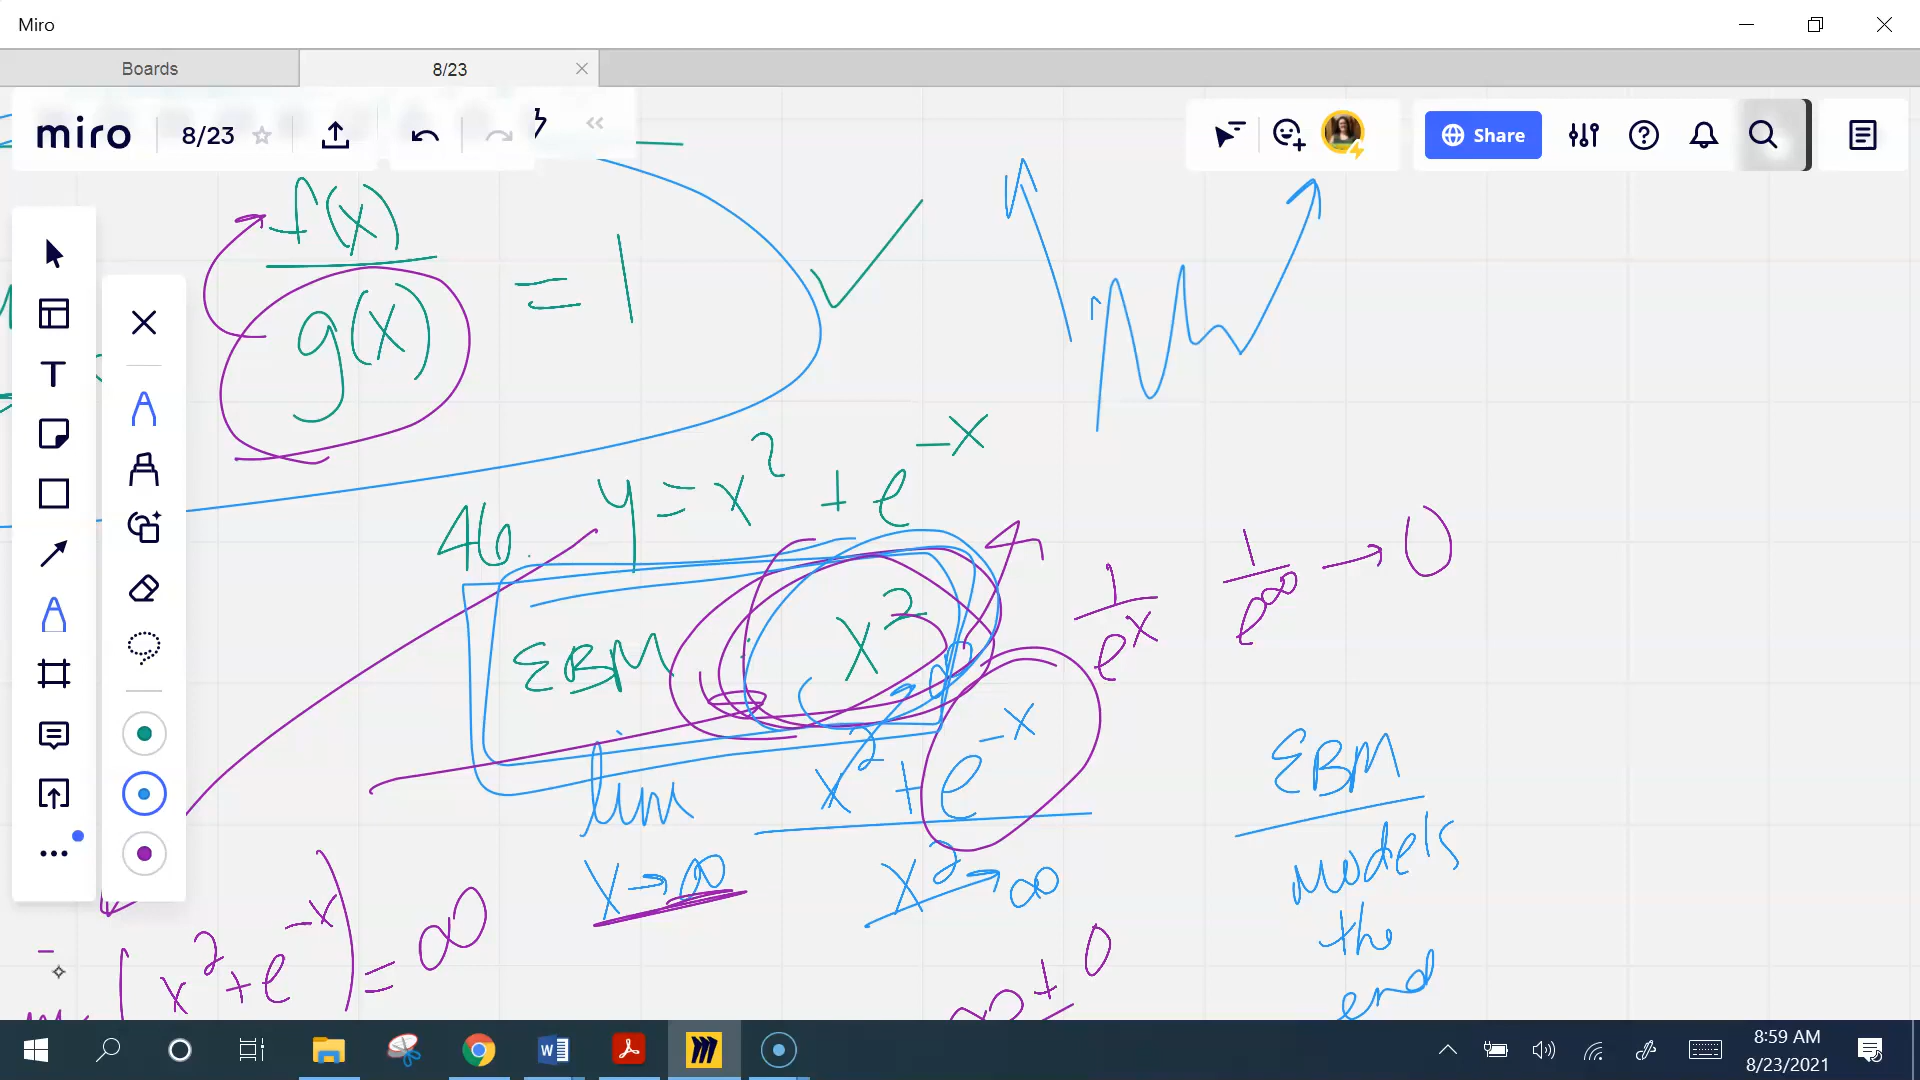 Miro
Boards
8/23
miro
8/23
Share
f(x)
g(x)
= 1
46. y = x² + e^-x
EBM x²
1
e^x
1
e^∞
→ 0
lim
x → ∞
x² + e^-x
x² → ∞
EBM
models
the
end
(x² + e^-x) = ∞
∞ + 0
T
8:59 AM
8/23/2021